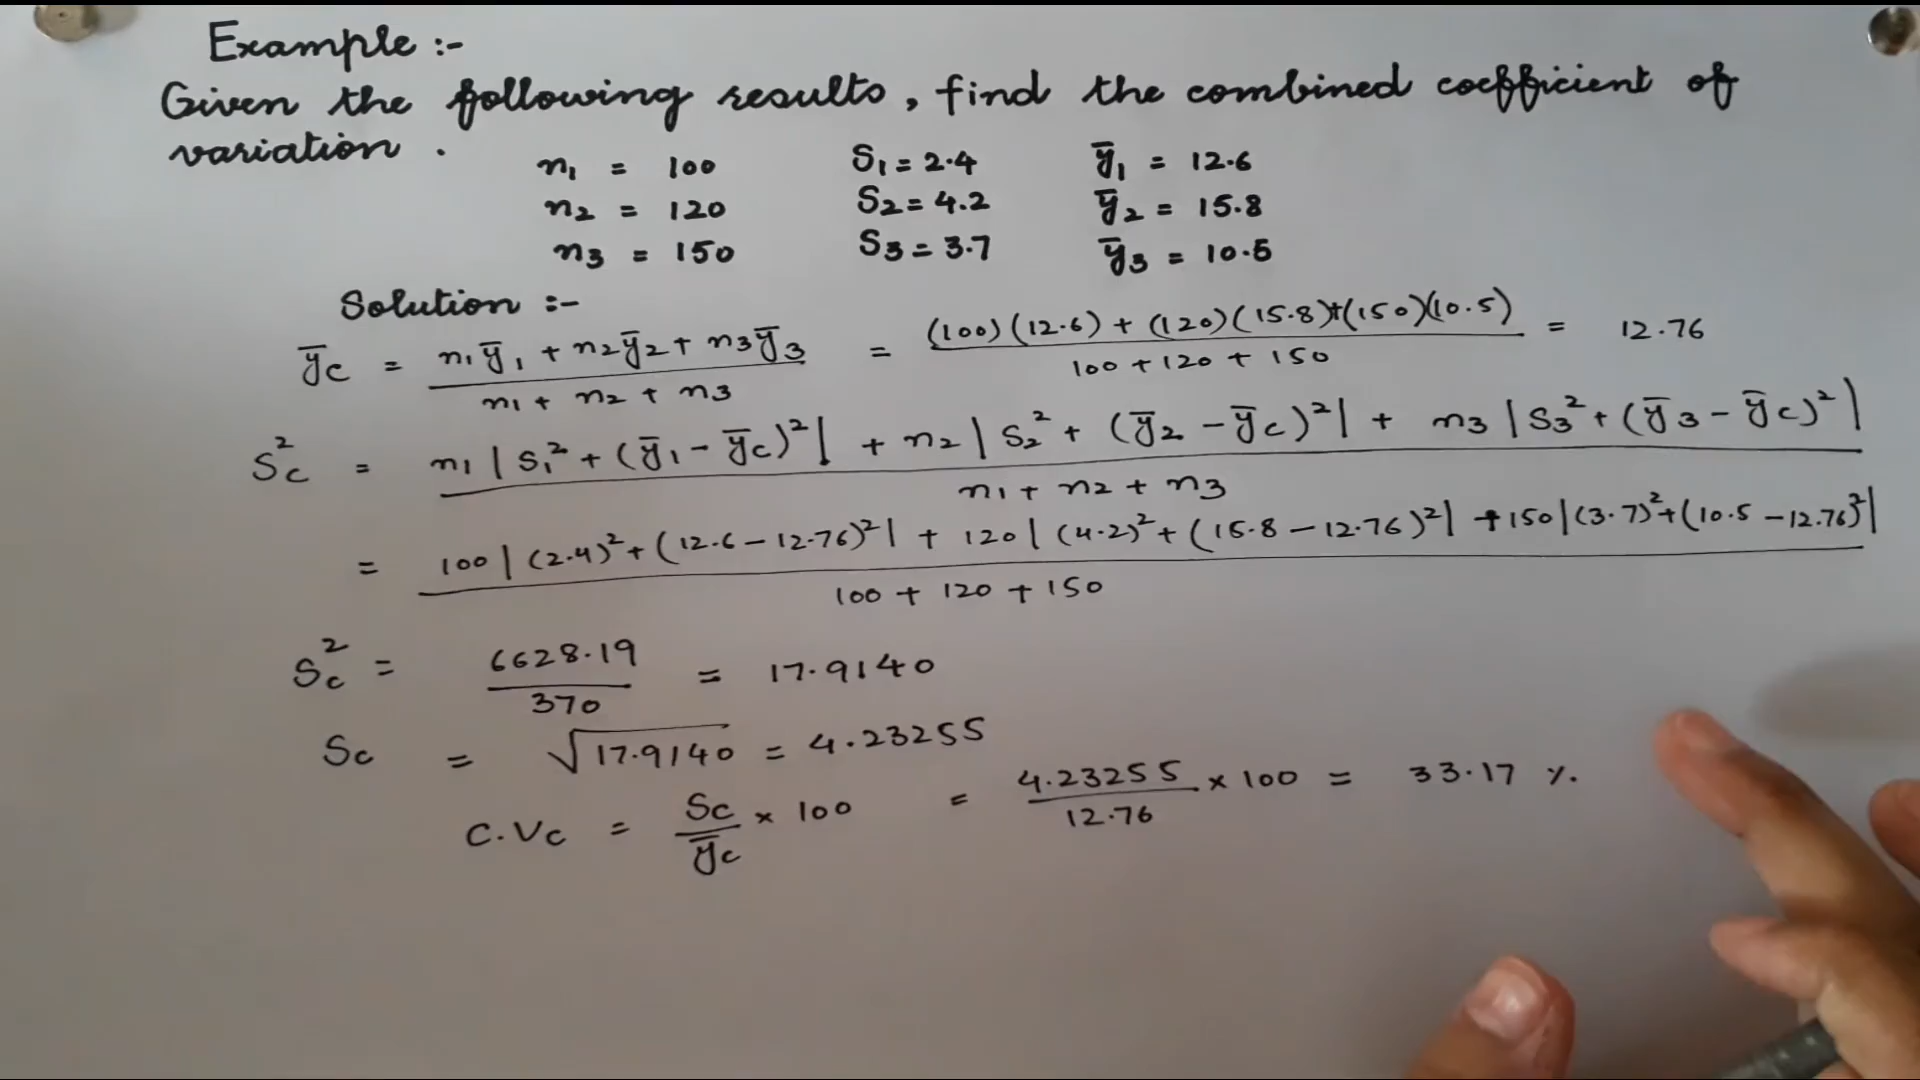 Example :-
Given the following results, find the combined coefficient of
variation.
n₁ = 100 S₁ = 2.4 ȳ₁ = 12.6
n₂ = 120 S₂ = 4.2 ȳ₂ = 15.8
n₃ = 150 S₃ = 3.7 ȳ₃ = 10.5
Solution :-
ȳc = (n₁ȳ₁ + n₂ȳ₂ + n₃ȳ₃) / (n₁ + n₂ + n₃) = ((100)(12.6) + (120)(15.8) + (150)(10.5)) / (100 + 120 + 150) = 12.76
Sc² = (n₁|S₁² + (ȳ₁ - ȳc)²| + n₂|S₂² + (ȳ₂ - ȳc)²| + n₃|S₃² + (ȳ₃ - ȳc)²|) / (n₁ + n₂ + n₃)
= (100|(2.4)² + (12.6 - 12.76)²| + 120|(4.2)² + (15.8 - 12.76)²| + 150|(3.7)² + (10.5 - 12.76)²|) / (100 + 120 + 150)
Sc² = 6628.19 / 370 = 17.9140
Sc = √17.9140 = 4.23255
C.Vc = Sc / ȳc × 100 = 4.23255 / 12.76 × 100 = 33.17 %.